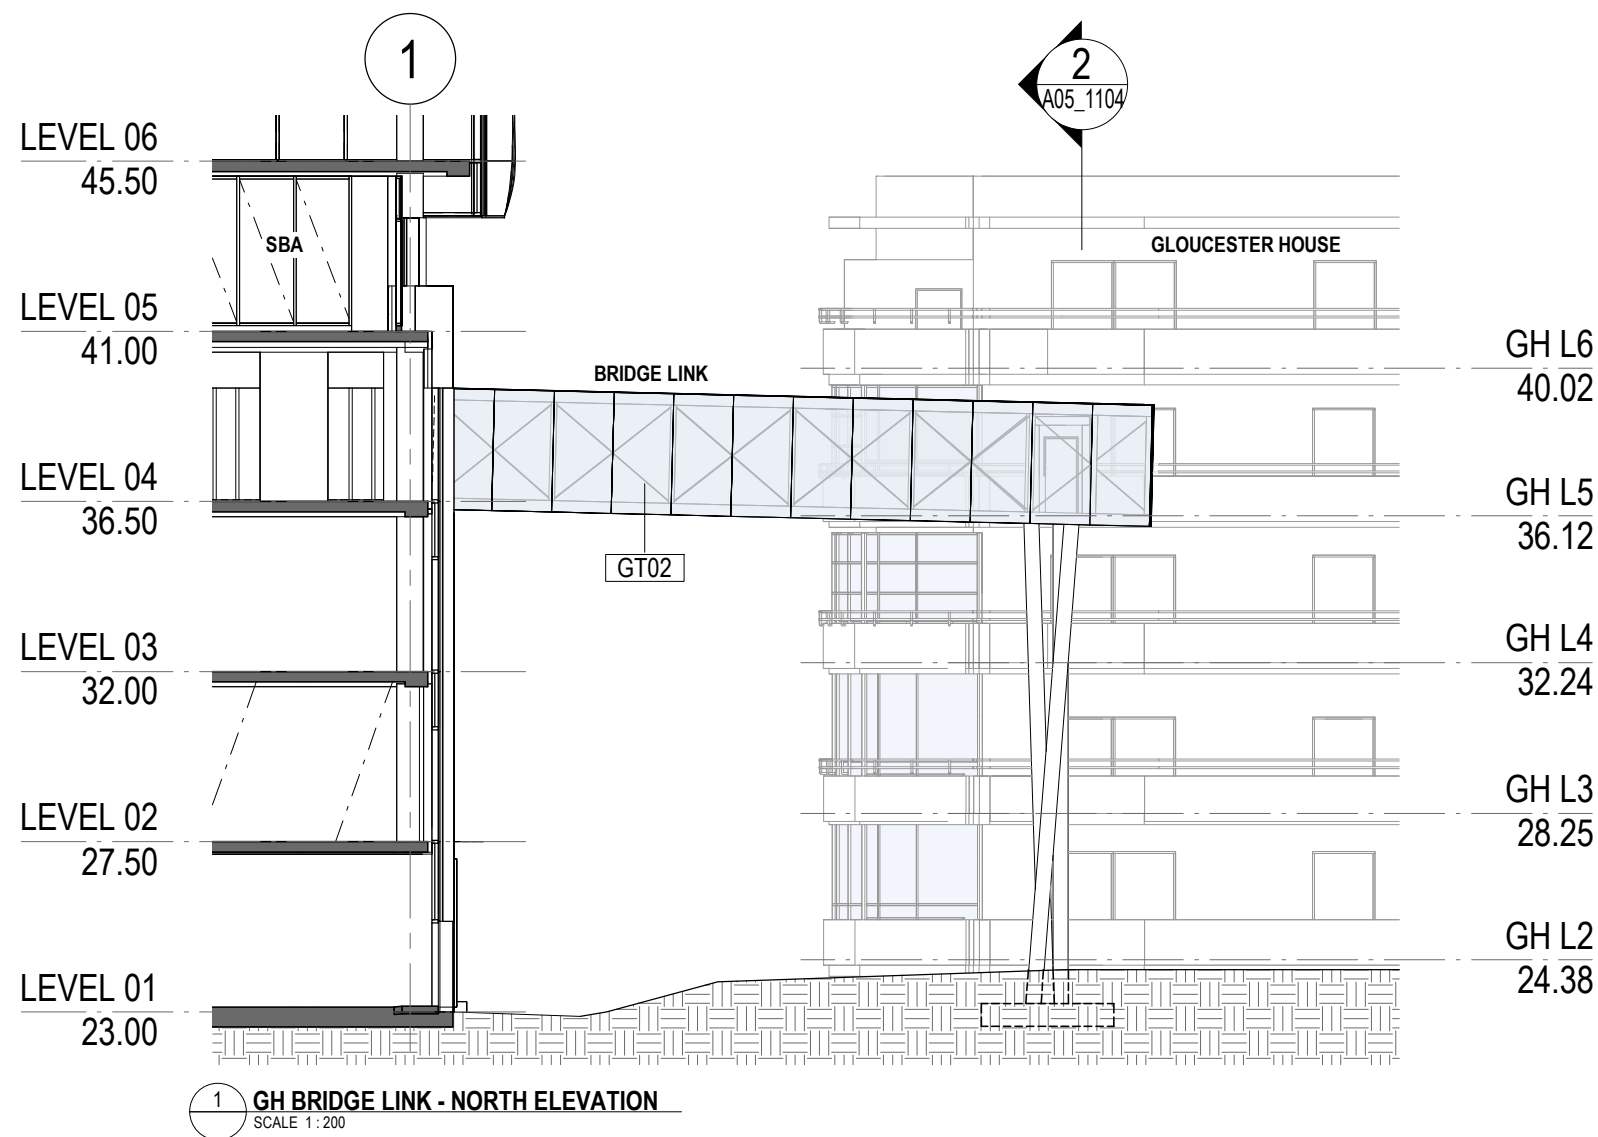 1
2
A05_1104
LEVEL 06
45.50
SBA
GLOUCESTER HOUSE
LEVEL 05
41.00
GH L6
40.02
BRIDGE LINK
LEVEL 04
36.50
GH L5
36.12
GT02
LEVEL 03
32.00
GH L4
32.24
LEVEL 02
27.50
GH L3
28.25
LEVEL 01
23.00
GH L2
24.38
1
GH BRIDGE LINK - NORTH ELEVATION
SCALE 1 : 200